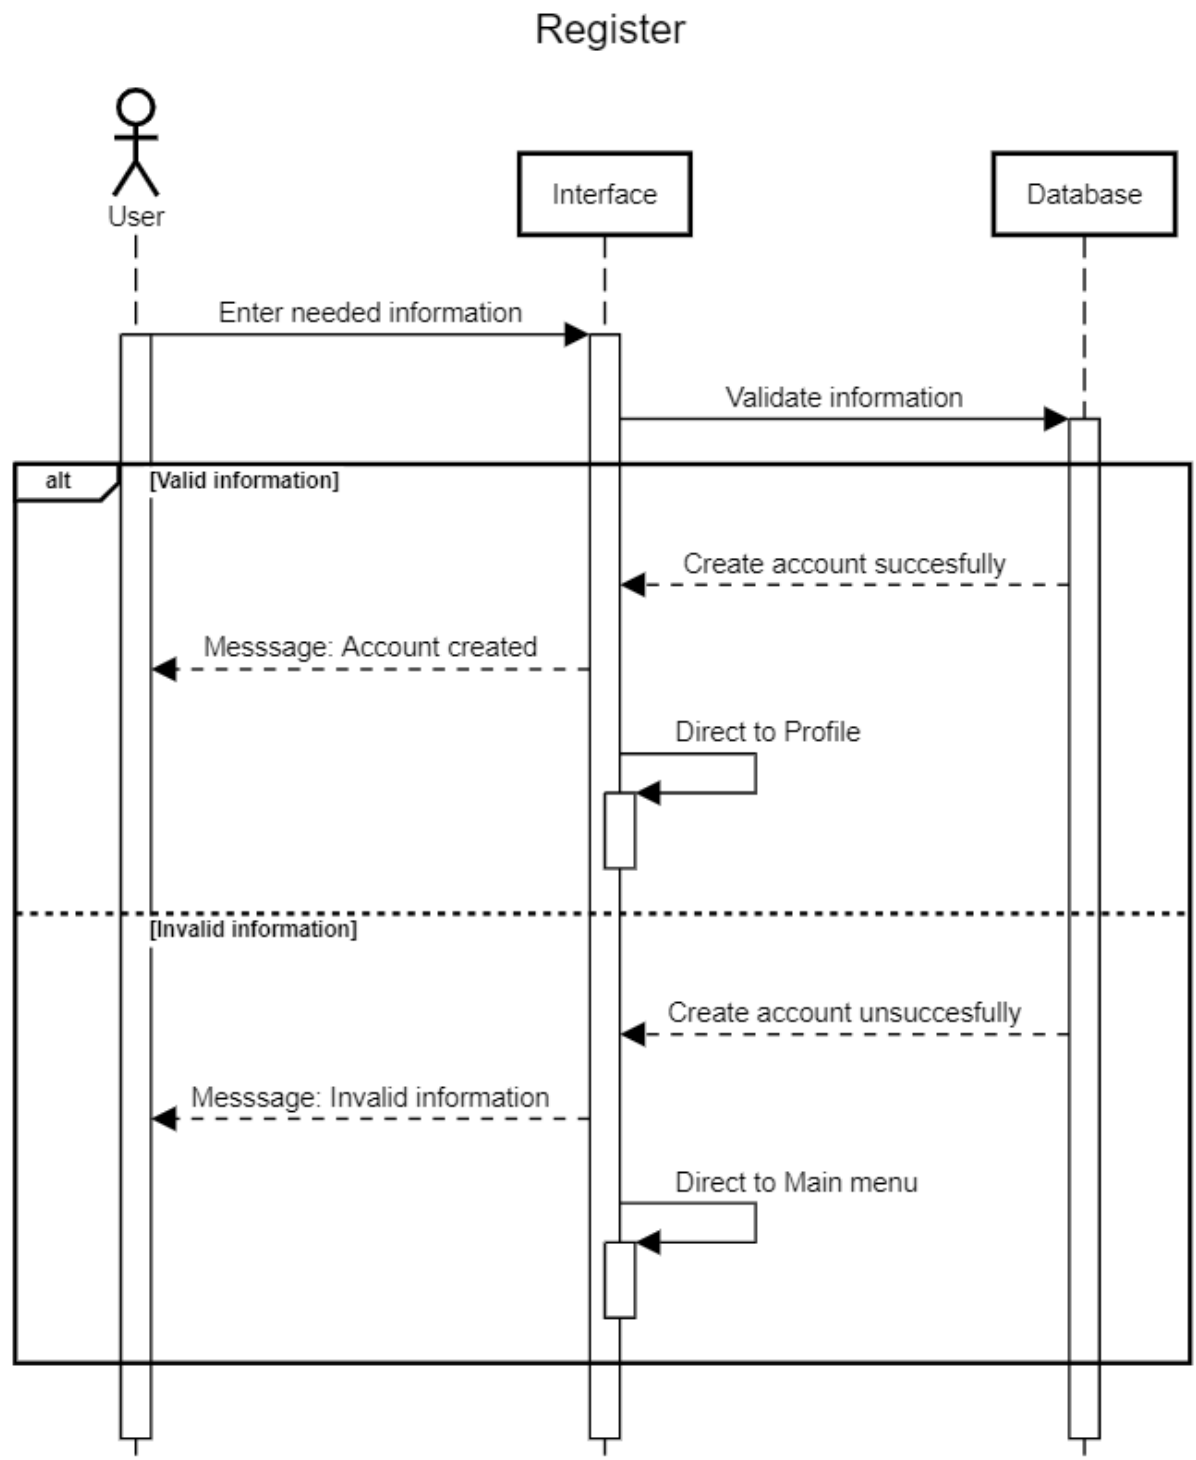 Register
User
Interface
Database
Enter needed information
Validate information
alt
[Valid information]
Create account succesfully
Messsage: Account created
Direct to Profile
[Invalid information]
Create account unsuccesfully
Messsage: Invalid information
Direct to Main menu